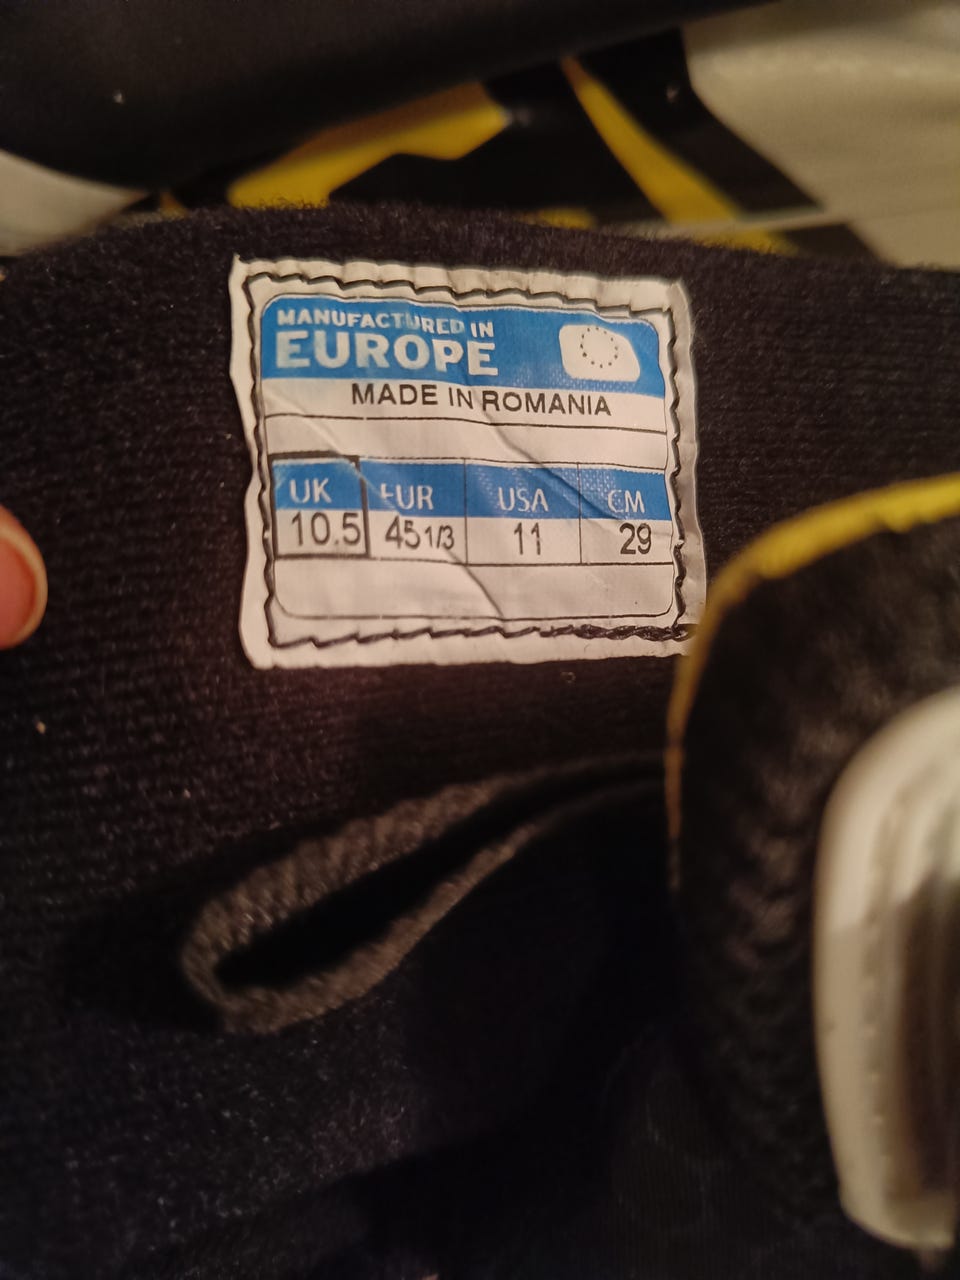 MANUFACTURED IN
EUROPE
MADE IN ROMANIA
UK EUR USA CM
10.5 45 1/3 11 29